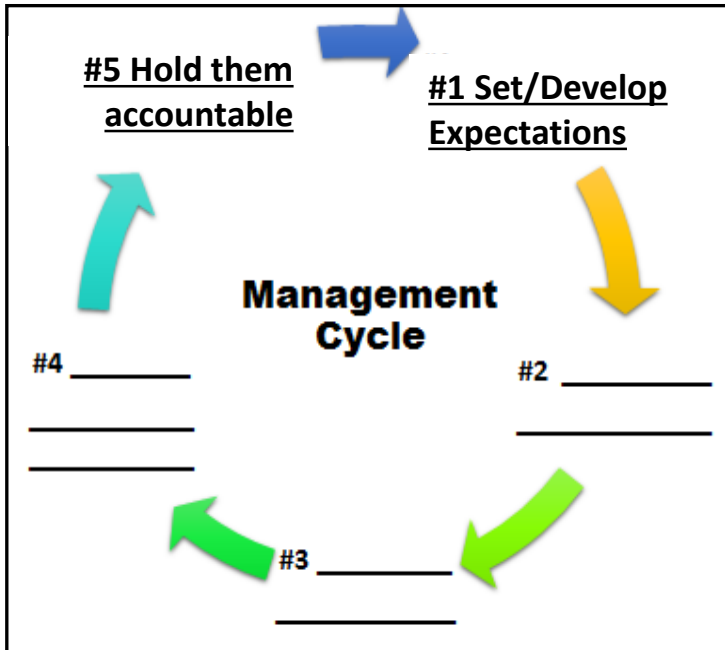 #5 Hold them
accountable
#1 Set/Develop
Expectations
Management
Cycle
#4
#2
#3